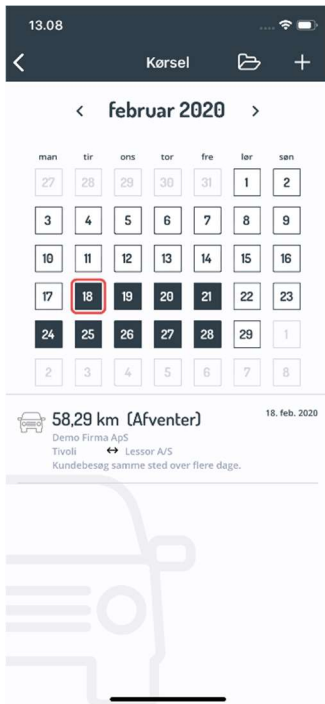 13.08
Kørsel
februar 2020
man tir ons tor fre lør søn
27 28 29 30 31 1 2
3 4 5 6 7 8 9
10 11 12 13 14 15 16
17 18 19 20 21 22 23
24 25 26 27 28 29 1
2 3 4 5 6 7 8
58,29 km (Afventer) 18. feb. 2020
Demo Firma ApS
Tivoli ↔ Lessor A/S
Kundebesøg samme sted over flere dage.